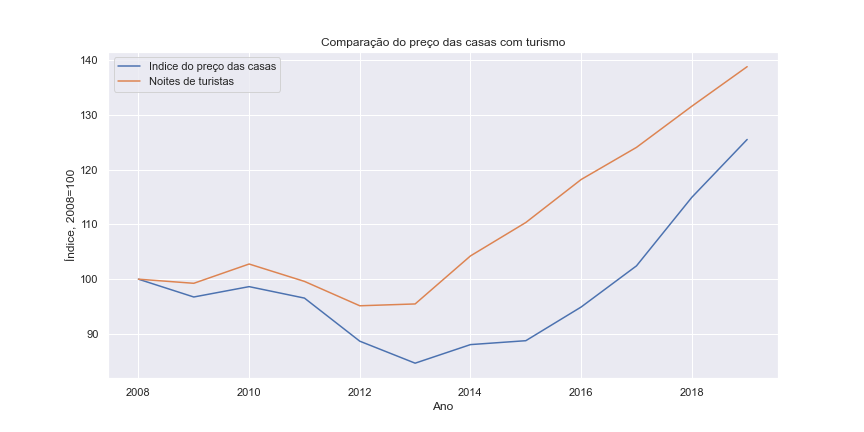 Comparação do preço das casas com turismo
Indice do preço das casas
Noites de turistas
140
130
120
110
100
90
Índice, 2008=100
2008 2010 2012 2014 2016 2018
Ano